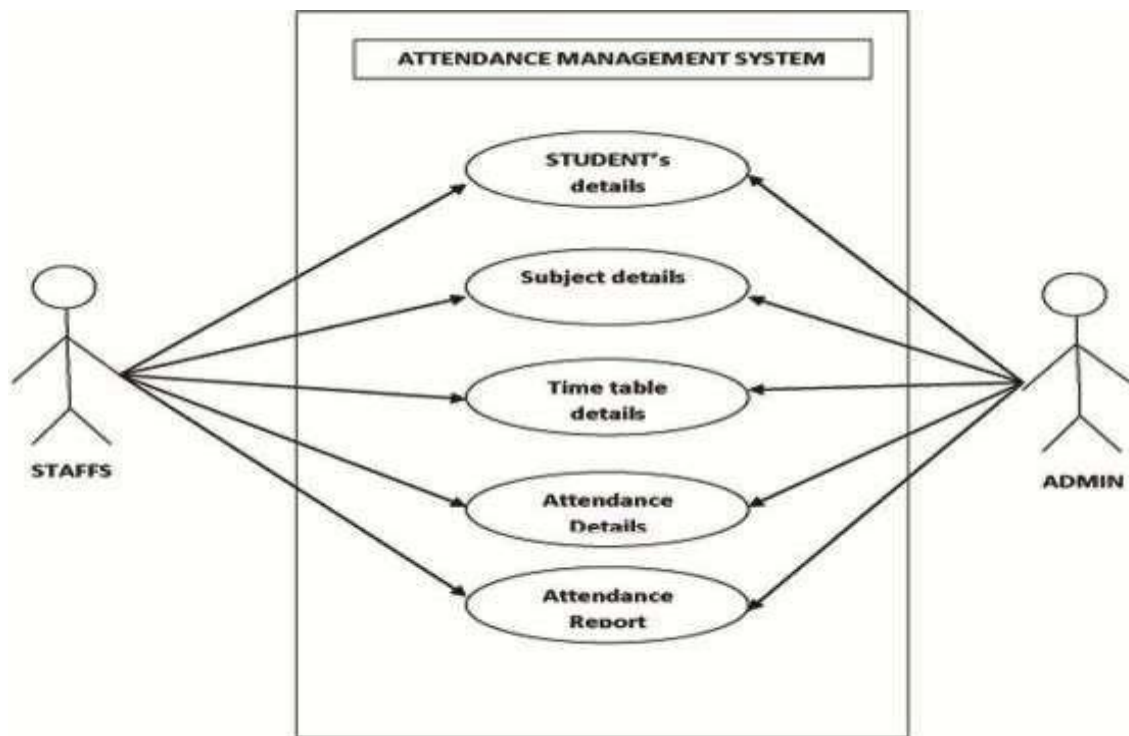 ATTENDANCE MANAGEMENT SYSTEM
STUDENT's
details
Subject details
Time table
details
STAFFS
ADMIN
Attendance
Details
Attendance
Report